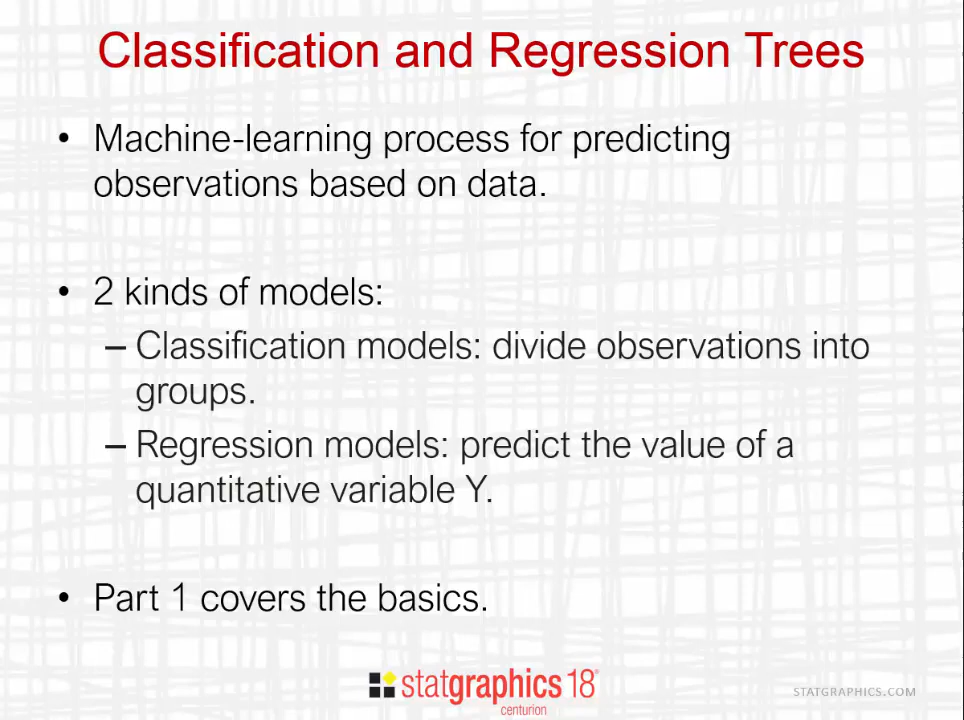 Classification and Regression Trees
• Machine-learning process for predicting
observations based on data.
• 2 kinds of models:
– Classification models: divide observations into
groups.
– Regression models: predict the value of a
quantitative variable Y.
• Part 1 covers the basics.
statgraphics 18®
centurion
STATGRAPHICS.COM